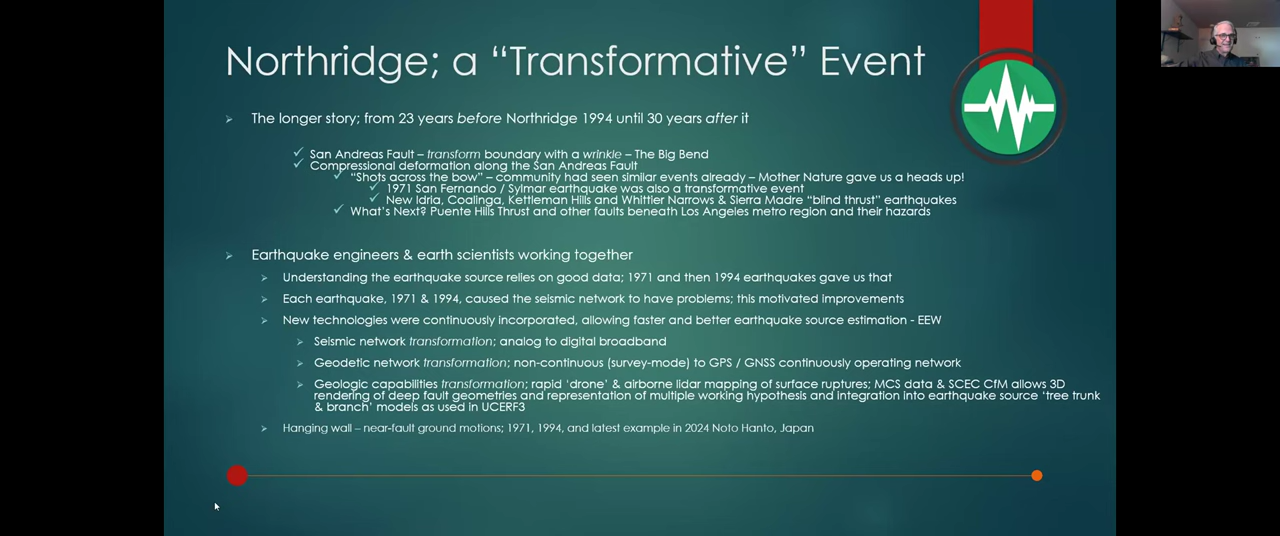 Northridge; a “Transformative” Event
The longer story; from 23 years before Northridge 1994 until 30 years after it
San Andreas Fault – transform boundary with a wrinkle – The Big Bend
Compressional deformation along the San Andreas Fault
“Shots across the bow” – community had seen similar events already – Mother Nature gave us a heads up!
1971 San Fernando / Sylmar earthquake was also a transformative event
New Idria, Coalinga, Kettleman Hills and Whittier Narrows & Sierra Madre “blind thrust” earthquakes
What’s Next? Puente Hills Thrust and other faults beneath Los Angeles metro region and their hazards
Earthquake engineers & earth scientists working together
Understanding the earthquake source relies on good data; 1971 and then 1994 earthquakes gave us that
Each earthquake, 1971 & 1994, caused the seismic network to have problems; this motivated improvements
New technologies were continuously incorporated, allowing faster and better earthquake source estimation - EEW
Seismic network transformation; analog to digital broadband
Geodetic network transformation; non-continuous (survey-mode) to GPS / GNSS continuously operating network
Geologic capabilities transformation; rapid ‘drone’ & airborne lidar mapping of surface ruptures; MCS data & SCEC CfM allows 3D
rendering of deep fault geometries and representation of multiple working hypothesis and integration into earthquake source ‘tree trunk
& branch’ models as used in UCERF3
Hanging wall – near-fault ground motions; 1971, 1994, and latest example in 2024 Noto Hanto, Japan